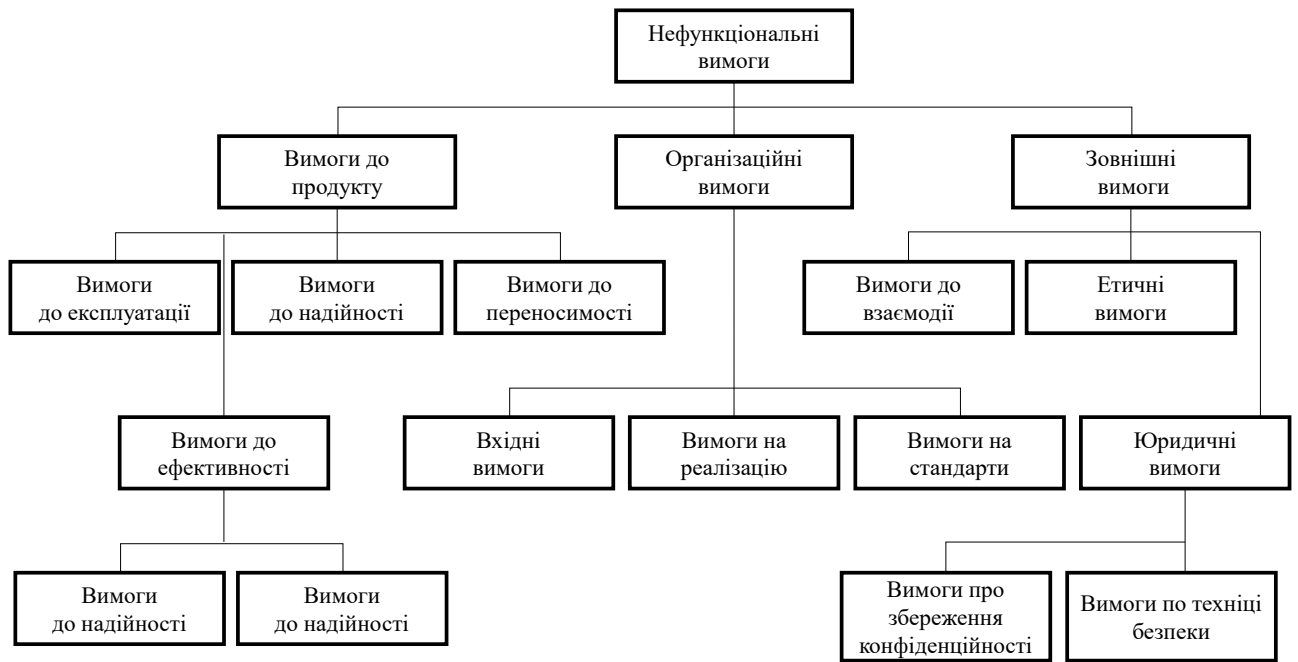 Нефункціональні
вимоги
Вимоги до
продукту
Організаційні
вимоги
Зовнішні
вимоги
Вимоги
до експлуатації
Вимоги
до надійності
Вимоги до
переносимості
Вимоги до
взаємодії
Етичні
вимоги
Вимоги до
ефективності
Вхідні
вимоги
Вимоги на
реалізацію
Вимоги на
стандарти
Юридичні
вимоги
Вимоги
до надійності
Вимоги
до надійності
Вимоги про
збереження
конфіденційності
Вимоги по техніці
безпеки